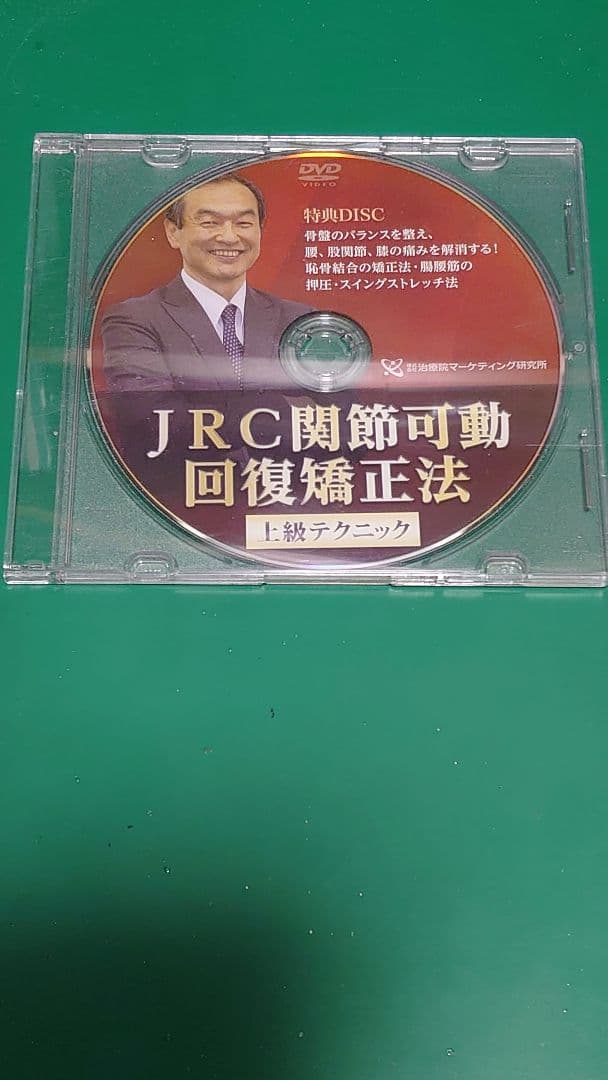 DVD
VIDEO
特典DISC
骨盤のバランスを整え、
腰、股関節、膝の痛みを解消する!
恥骨結合の矯正法・腸腰筋の
押圧・スイングストレッチ法
株式会社治療院マーケティング研究所
JRC関節可動
回復矯正法
上級テクニック